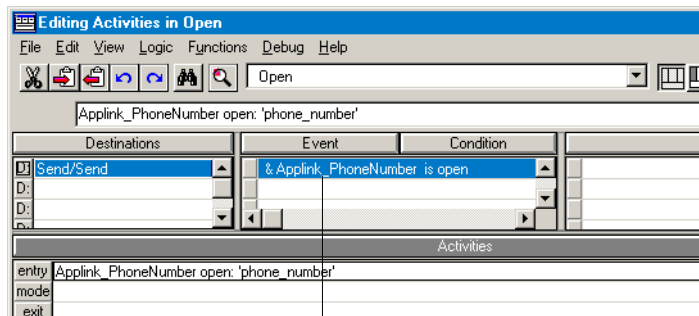 Editing Activities in Open
File Edit View Logic Functions Debug Help
Open
Applink_PhoneNumber open: 'phone_number'
Destinations Event Condition
D: Send/Send & Applink_PhoneNumber is open
D:
D:
D:
Activities
entry Applink_PhoneNumber open: 'phone_number'
mode
exit